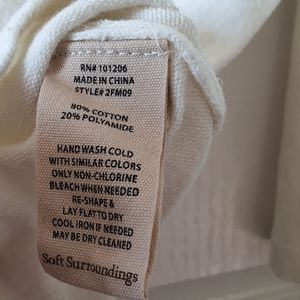 RN# 101206
MADE IN CHINA
STYLE# 2FM09
80% COTTON
20% POLYAMIDE
HAND WASH COLD
WITH SIMILAR COLORS
ONLY NON-CHLORINE
BLEACH WHEN NEEDED
RE-SHAPE &
LAY FLAT TO DRY
COOL IRON IF NEEDED
MAY BE DRY CLEANED
Soft Surroundings